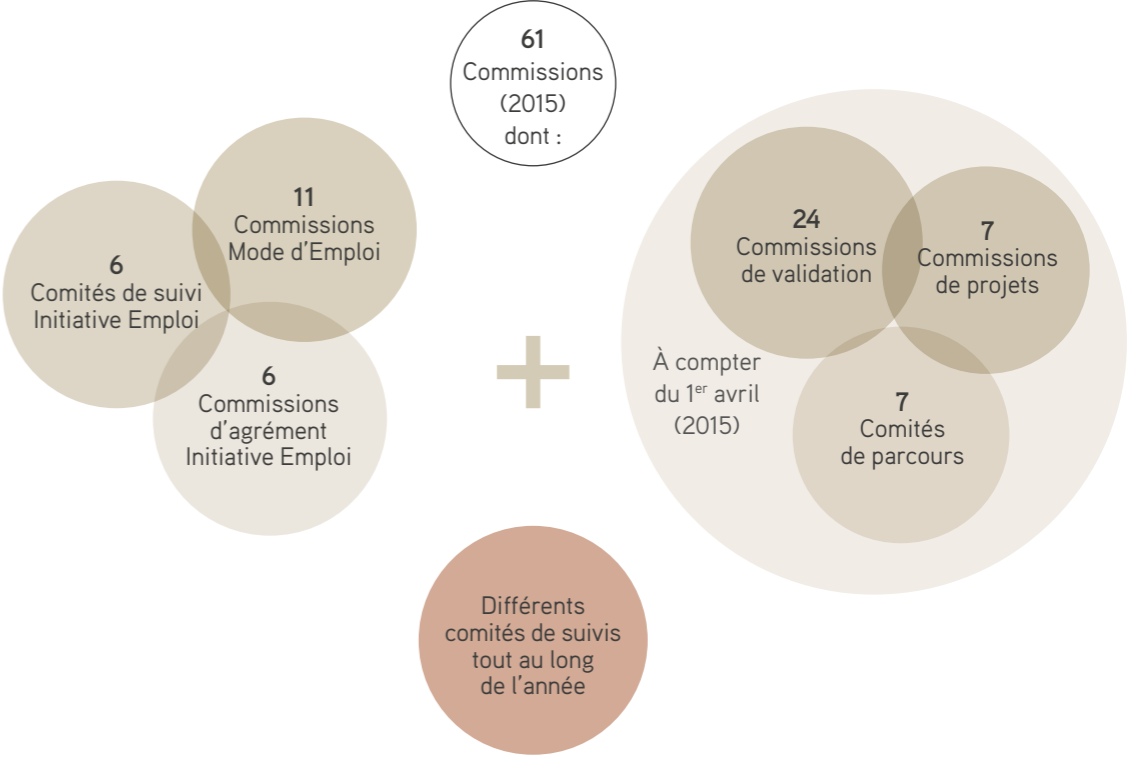 61
Commissions
(2015)
dont :
11
Commissions
Mode d'Emploi
6
Comités de suivi
Initiative Emploi
6
Commissions
d'agrément
Initiative Emploi
+
24
Commissions
de validation
7
Commissions
de projets
À compter
du 1er avril
(2015)
7
Comités
de parcours
Différents
comités de suivis
tout au long
de l'année